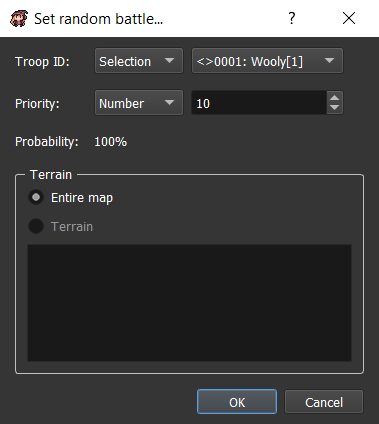 Set random battle...
?
Troop ID: Selection <>0001: Wooly[1]
Priority: Number 10
Probability: 100%
Terrain
Entire map
Terrain
OK Cancel